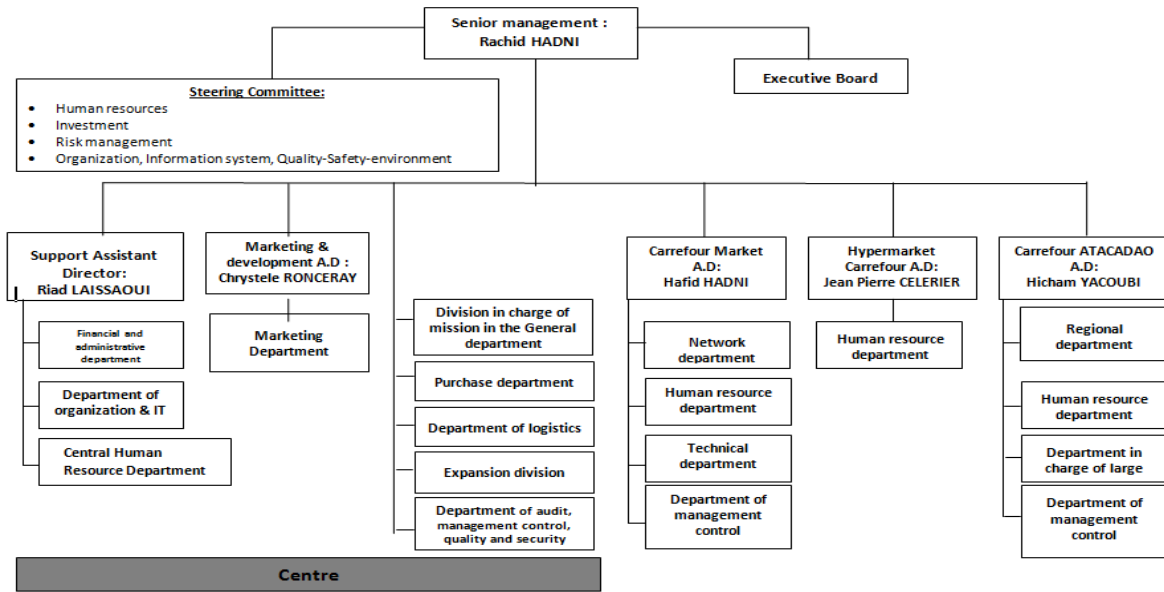 Senior management :
Rachid HADNI
Executive Board
Steering Committee:
• Human resources
• Investment
• Risk management
• Organization, Information system, Quality-Safety-environment
Support Assistant
Director:
Riad LAISSAOUI
Financial and
administrative
department
Department of
organization & IT
Central Human
Resource Department
Marketing &
development A.D :
Chrystele RONCERAY
Marketing
Department
Division in charge of
mission in the General
department
Purchase department
Department of logistics
Expansion division
Department of audit,
management control,
quality and security
Carrefour Market
A.D:
Hafid HADNI
Network
department
Human resource
department
Technical
department
Department of
management
control
Hypermarket
Carrefour A.D:
Jean Pierre CELERIER
Human resource
department
Carrefour ATACADAO
A.D:
Hicham YACOUBI
Regional
department
Human resource
department
Department in
charge of large
Department of
management
control
Centre